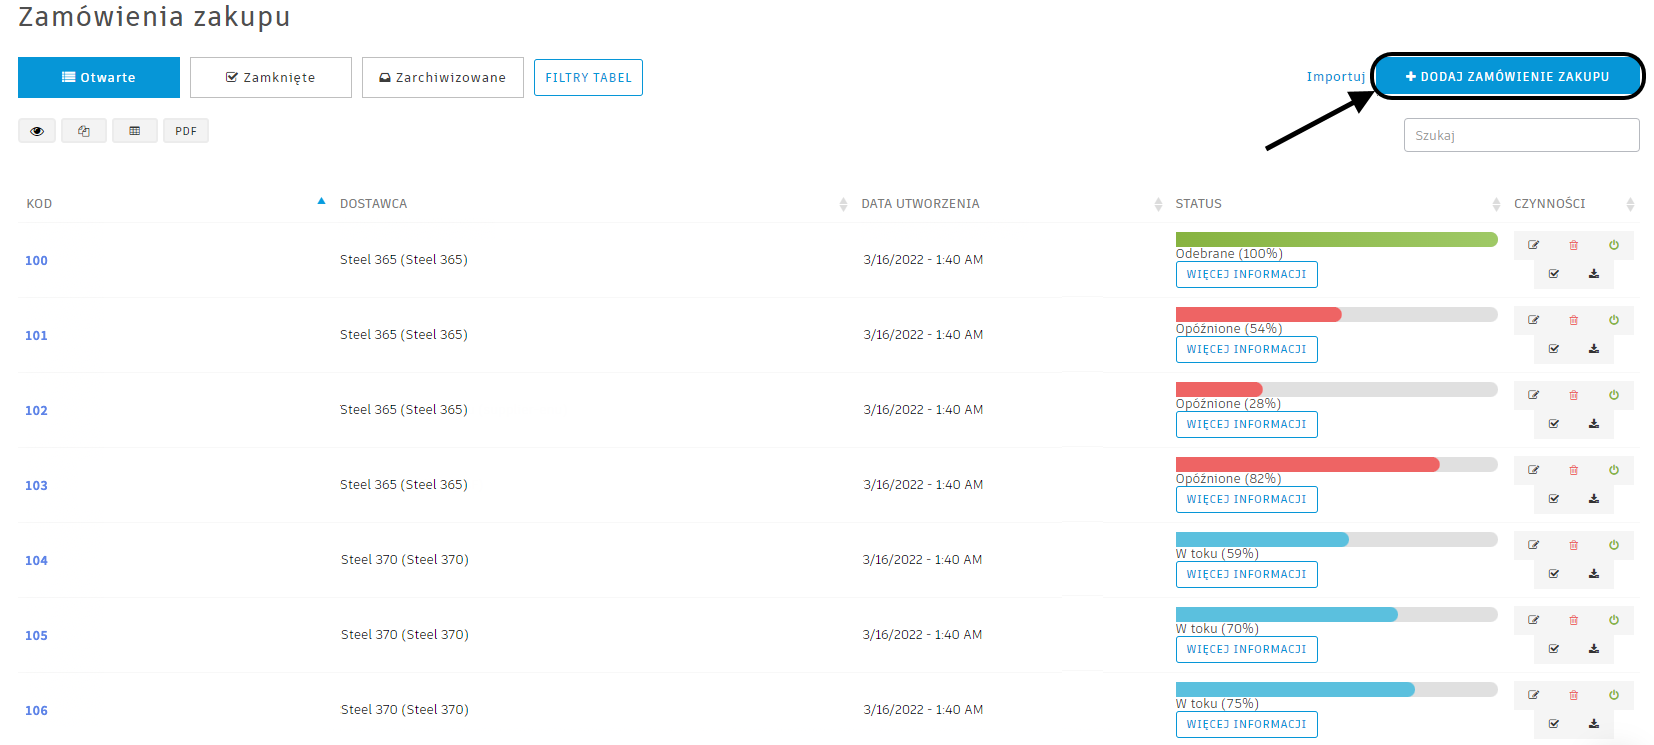 Zamówienia zakupu
Otwarte Zamknięte Zarchiwizowane FILTRY TABEL Importuj DODAJ ZAMÓWIENIE ZAKUPU
PDF Szukaj
KOD DOSTAWCA DATA UTWORZENIA STATUS CZYNNOŚCI
100 Steel 365 (Steel 365) 3/16/2022 - 1:40 AM Odebrane (100%)
WIĘCEJ INFORMACJI
101 Steel 365 (Steel 365) 3/16/2022 - 1:40 AM Opóźnione (54%)
WIĘCEJ INFORMACJI
102 Steel 365 (Steel 365) 3/16/2022 - 1:40 AM Opóźnione (28%)
WIĘCEJ INFORMACJI
103 Steel 365 (Steel 365) 3/16/2022 - 1:40 AM Opóźnione (82%)
WIĘCEJ INFORMACJI
104 Steel 370 (Steel 370) 3/16/2022 - 1:40 AM W toku (59%)
WIĘCEJ INFORMACJI
105 Steel 370 (Steel 370) 3/16/2022 - 1:40 AM W toku (70%)
WIĘCEJ INFORMACJI
106 Steel 370 (Steel 370) 3/16/2022 - 1:40 AM W toku (75%)
WIĘCEJ INFORMACJI